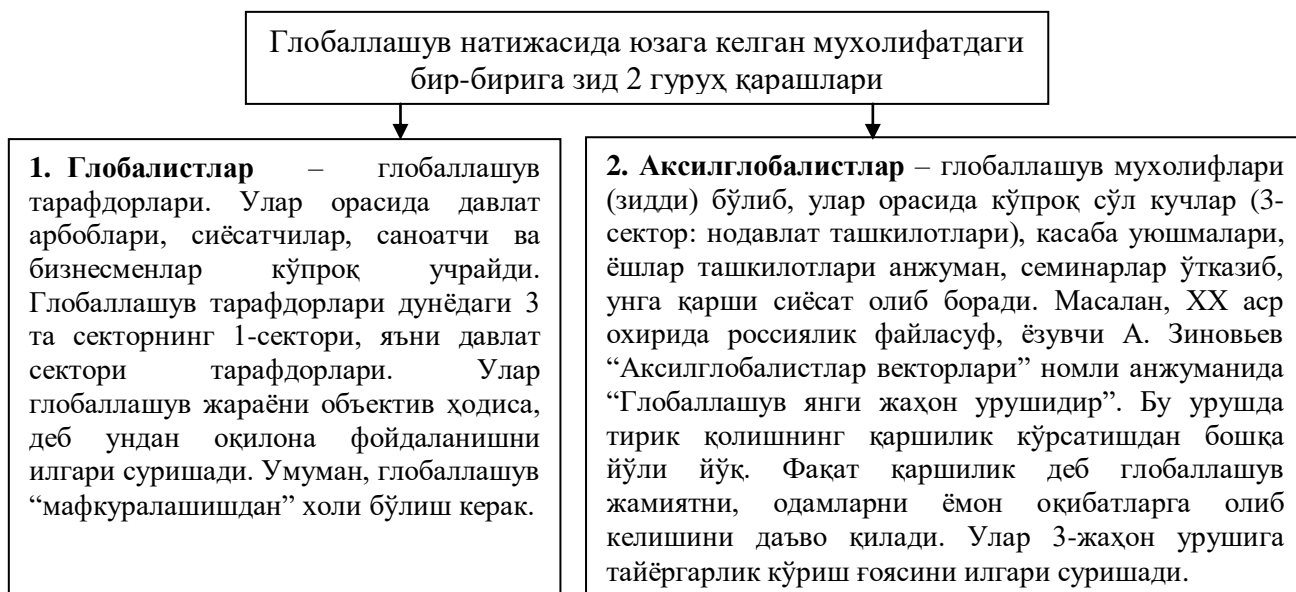 Глобаллашув натижасида юзага келган мухолифатдаги
бир-бирига зид 2 гуруҳ қарашлари
1. Глобалистлар – глобаллашув
тарафдорлари. Улар орасида давлат
арбоблари, сиёсатчилар, саноатчи ва
бизнесменлар кўпроқ учрайди.
Глобаллашув тарафдорлари дунёдаги 3
та секторнинг 1-сектори, яъни давлат
сектори тарафдорлари. Улар
глобаллашув жараёни объектив ҳодиса,
деб ундан оқилона фойдаланишни
илгари суришади. Умуман, глобаллашув
“мафкуралашишдан” холи бўлиш керак.
2. Аксилглобалистлар – глобаллашув мухолифлари
(зидди) бўлиб, улар орасида кўпроқ сўл кучлар (3-
сектор: нодавлат ташкилотлари), касаба уюшмалари,
ёшлар ташкилотлари анжуман, семинарлар ўтказиб,
унга қарши сиёсат олиб боради. Масалан, ХХ аср
охирида россиялик файласуф, ёзувчи А. Зиновьев
“Аксилглобалистлар векторлари” номли анжуманида
“Глобаллашув янги жаҳон урушидир”. Бу урушда
тирик қолишнинг қаршилик кўрсатишдан бошқа
йўли йўқ. Фақат қаршилик деб глобаллашув
жамиятни, одамларни ёмон оқибатларга олиб
келишини даъво қилади. Улар 3-жаҳон урушига
тайёргарлик кўриш ғоясини илгари суришади.